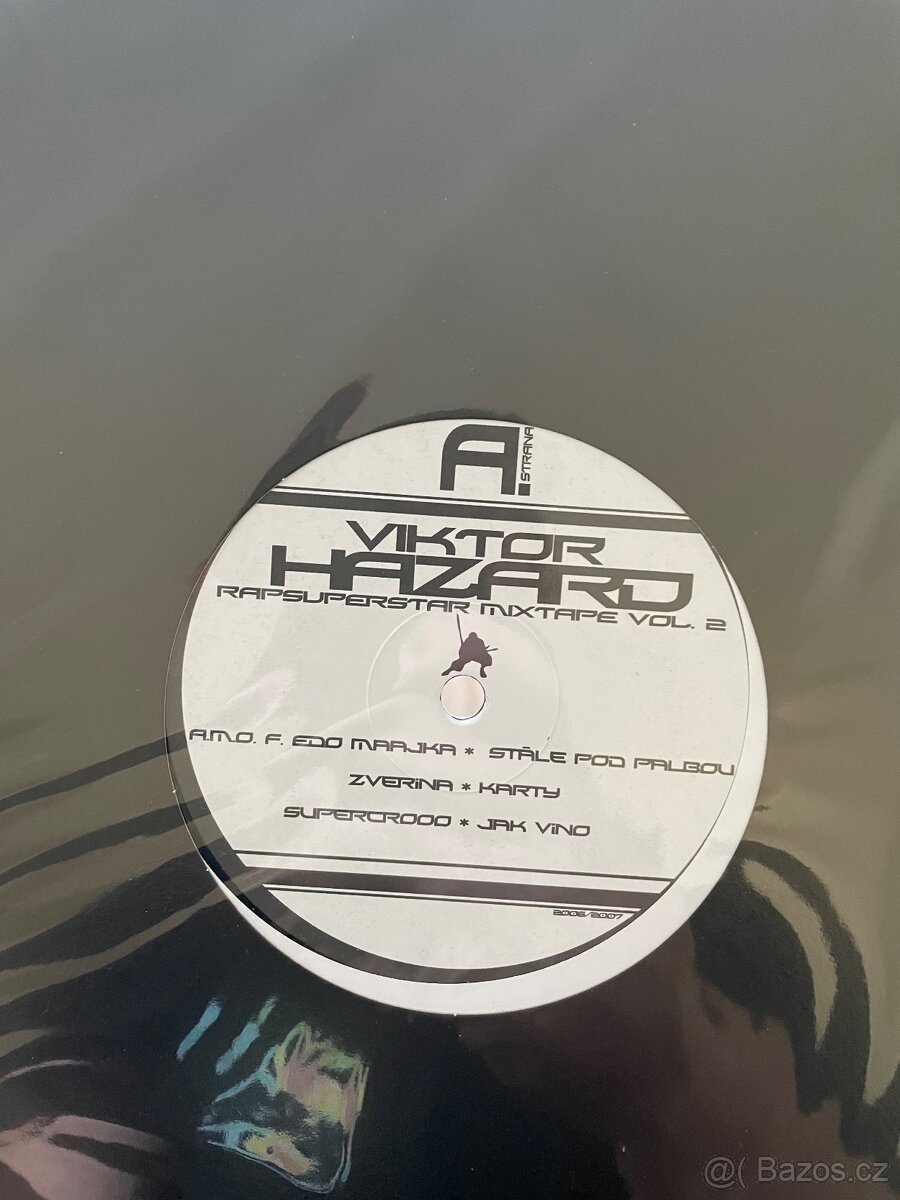 A.
STRANA
VIKTOR
HAZARD
RAPSUPERSTAR MIXTAPE VOL. 2
A.M.O. F. EDO MAAJKA * STÁLE POD PALBOU
ZVERINA * KARTY
SUPERCROOO * JAK VÍNO
2006/2007
@( Bazos.cz